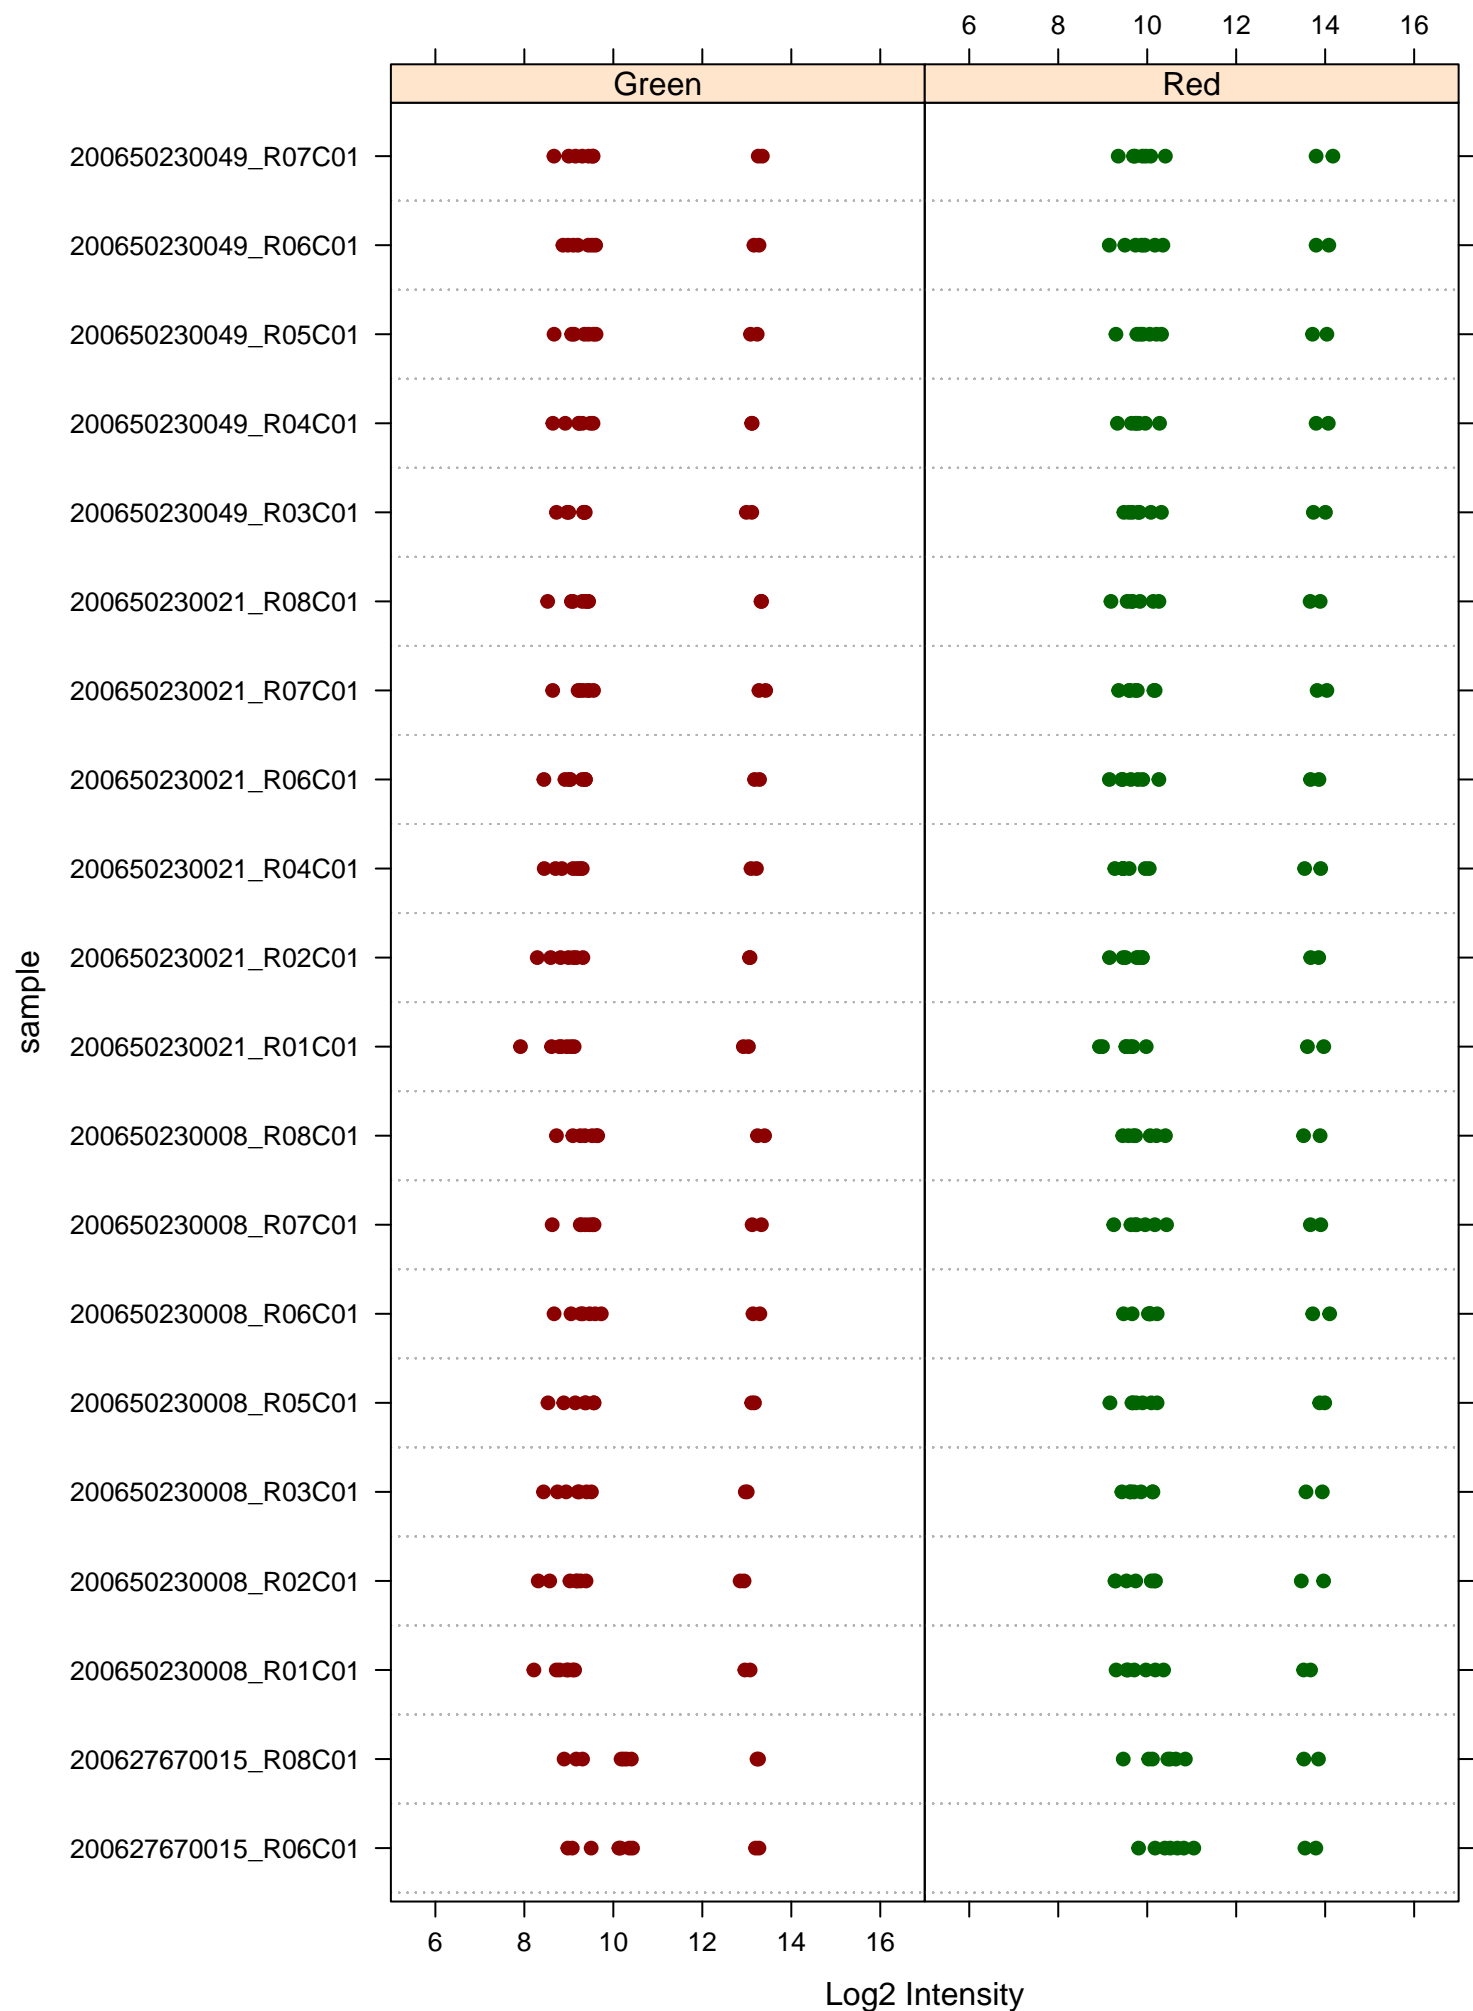 6 8 10 12 14 16
Green Red
200650230049_R07C01
200650230049_R06C01
200650230049_R05C01
200650230049_R04C01
200650230049_R03C01
200650230021_R08C01
200650230021_R07C01
200650230021_R06C01
200650230021_R04C01
200650230021_R02C01
200650230021_R01C01
200650230008_R08C01
200650230008_R07C01
200650230008_R06C01
200650230008_R05C01
200650230008_R03C01
200650230008_R02C01
200650230008_R01C01
200627670015_R08C01
200627670015_R06C01
sample
6 8 10 12 14 16
Log2 Intensity